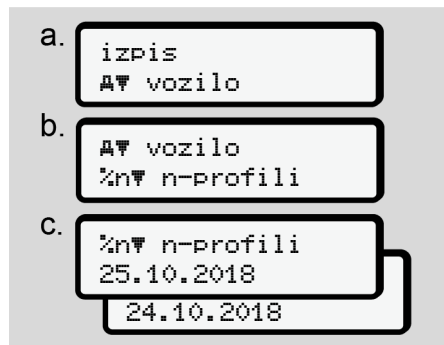 a.
izpis
A▼ vozilo
b.
A▼ vozilo
%n▼ n-profili
c.
%n▼ n-profili
25.10.2018
24.10.2018